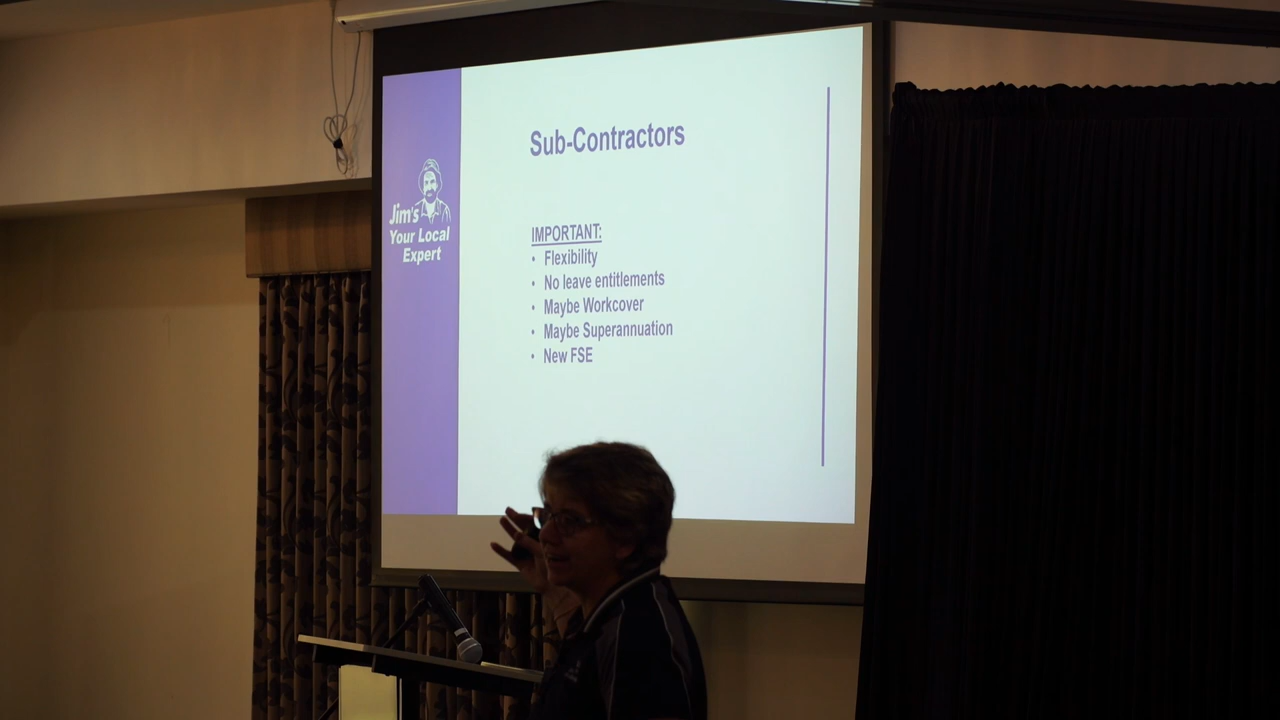 Sub-Contractors
Jim's
Your Local
Expert
IMPORTANT:
• Flexibility
• No leave entitlements
• Maybe Workcover
• Maybe Superannuation
• New FSE